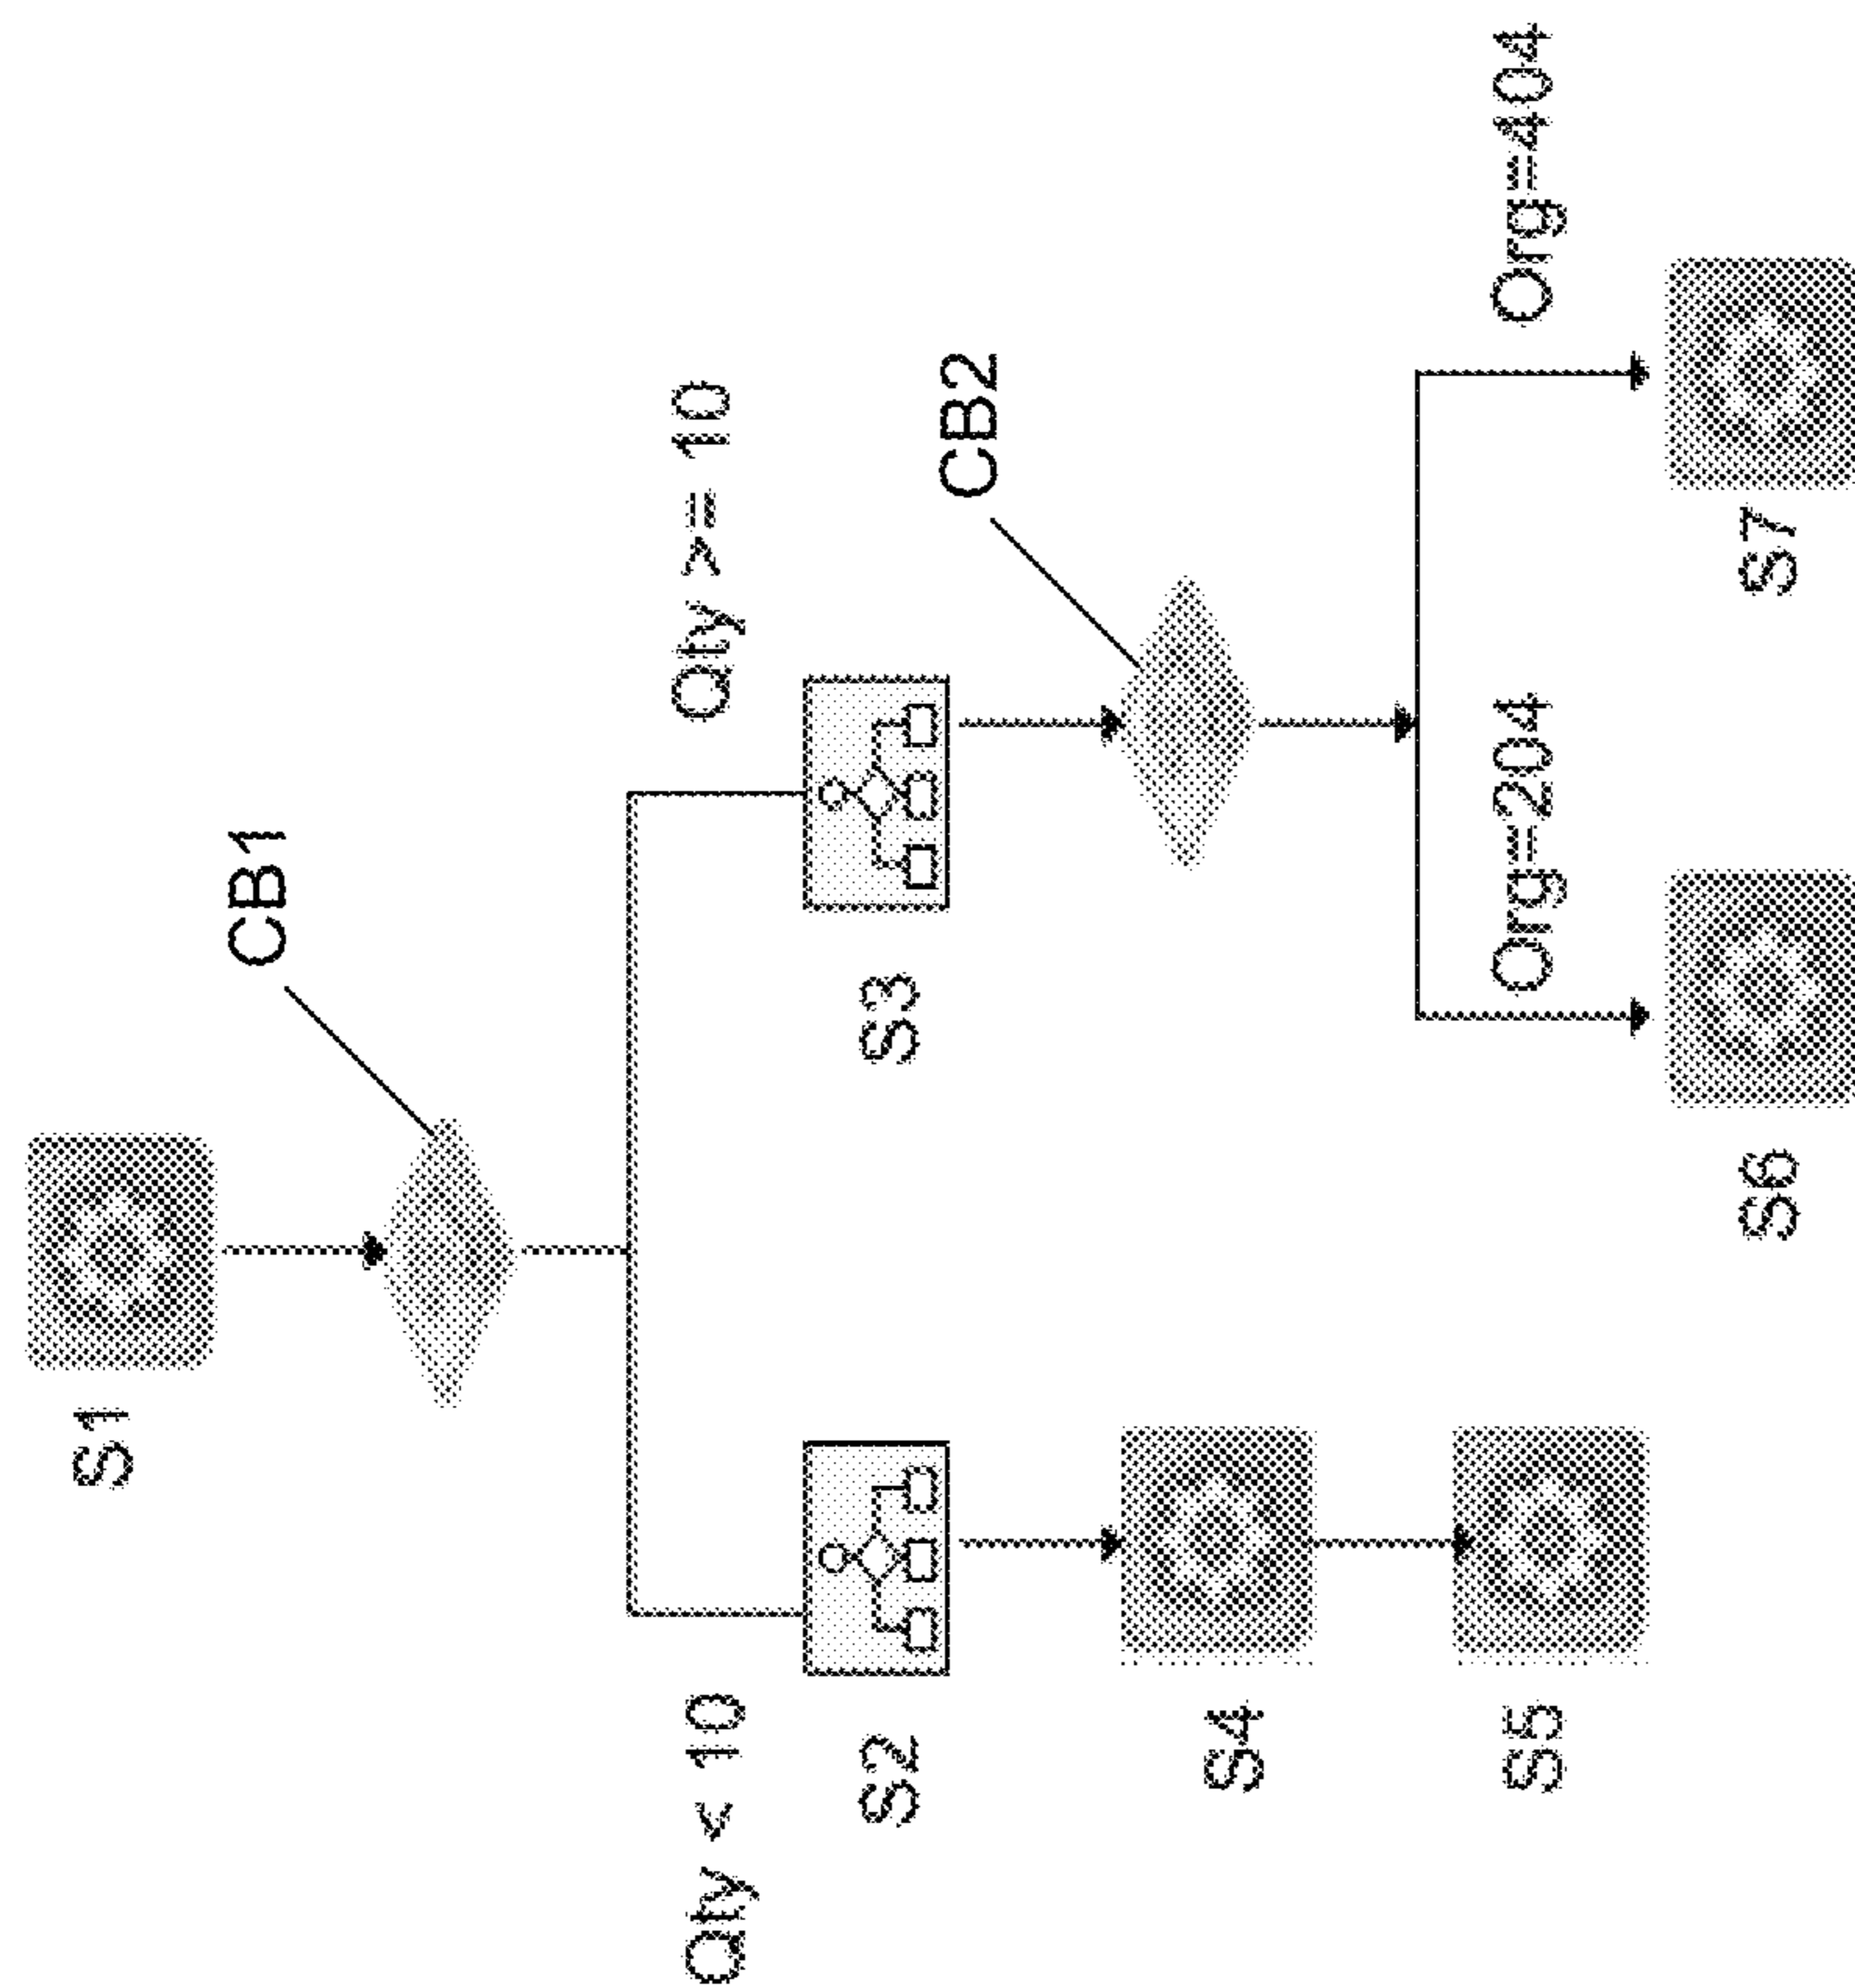 S1
CB1
Qty < 10
Qty >= 10
S2
S3
CB2
S4
Org=204
Org=404
S5
S6
S7